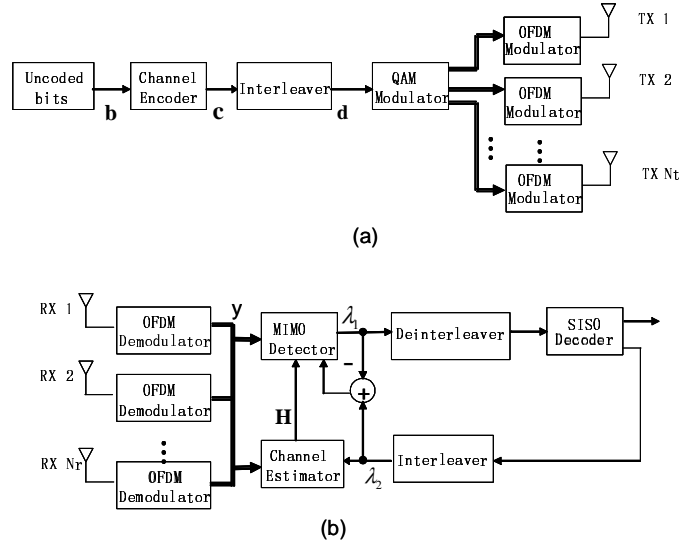 TX 1
OFDM
Modulator
Uncoded
bits
b
Channel
Encoder
c
Interleaver
d
QAM
Modulator
TX 2
OFDM
Modulator
TX Nt
OFDM
Modulator
(a)
RX 1
OFDM
Demodulator
y
MIMO
Detector
λ1
Deinterleaver
SISO
Decoder
−
+
RX 2
OFDM
Demodulator
H
RX Nr
OFDM
Demodulator
Channel
Estimator
λ2
Interleaver
(b)